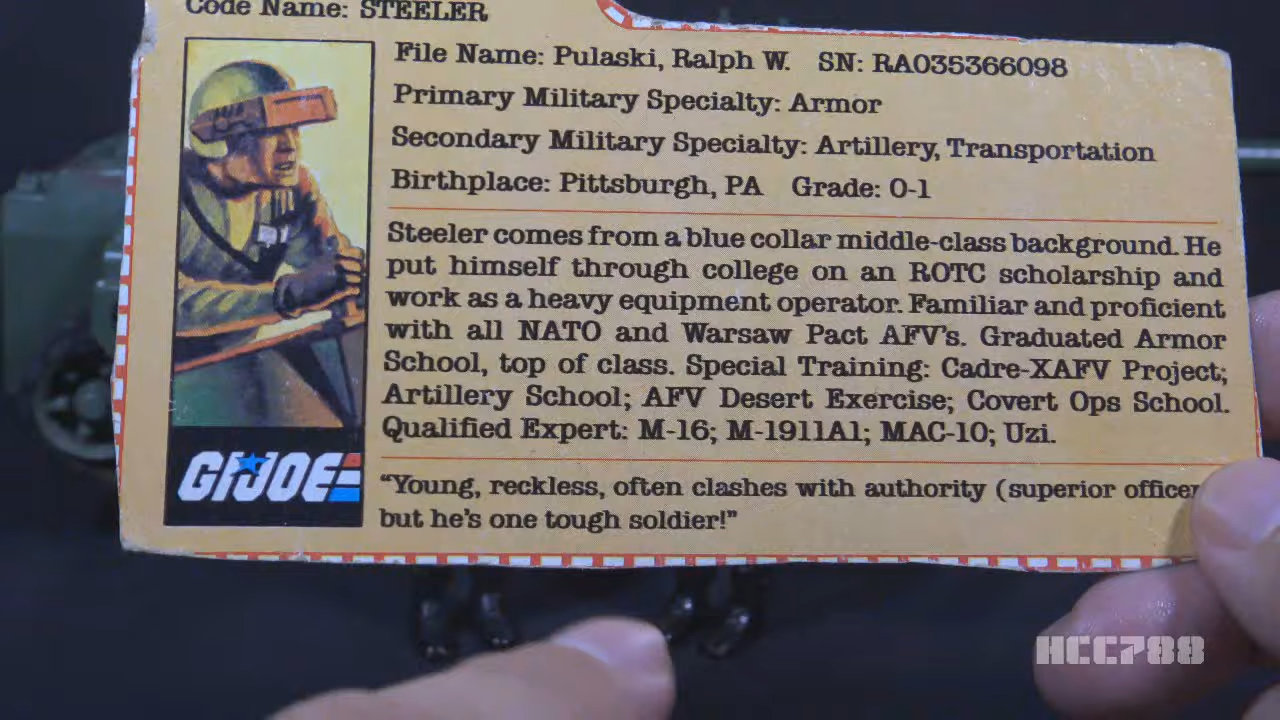 Code Name: STEELER
File Name: Pulaski, Ralph W. SN: RA035366098
Primary Military Specialty: Armor
Secondary Military Specialty: Artillery, Transportation
Birthplace: Pittsburgh, PA Grade: O-1
Steeler comes from a blue collar middle-class background. He
put himself through college on an ROTC scholarship and
work as a heavy equipment operator. Familiar and proficient
with all NATO and Warsaw Pact AFV's. Graduated Armor
School, top of class. Special Training: Cadre-XAFV Project;
Artillery School; AFV Desert Exercise; Covert Ops School.
Qualified Expert: M-16; M-1911A1; MAC-10; Uzi.
GI JOE
"Young, reckless, often clashes with authority (superior officer
but he's one tough soldier!"
HCC788